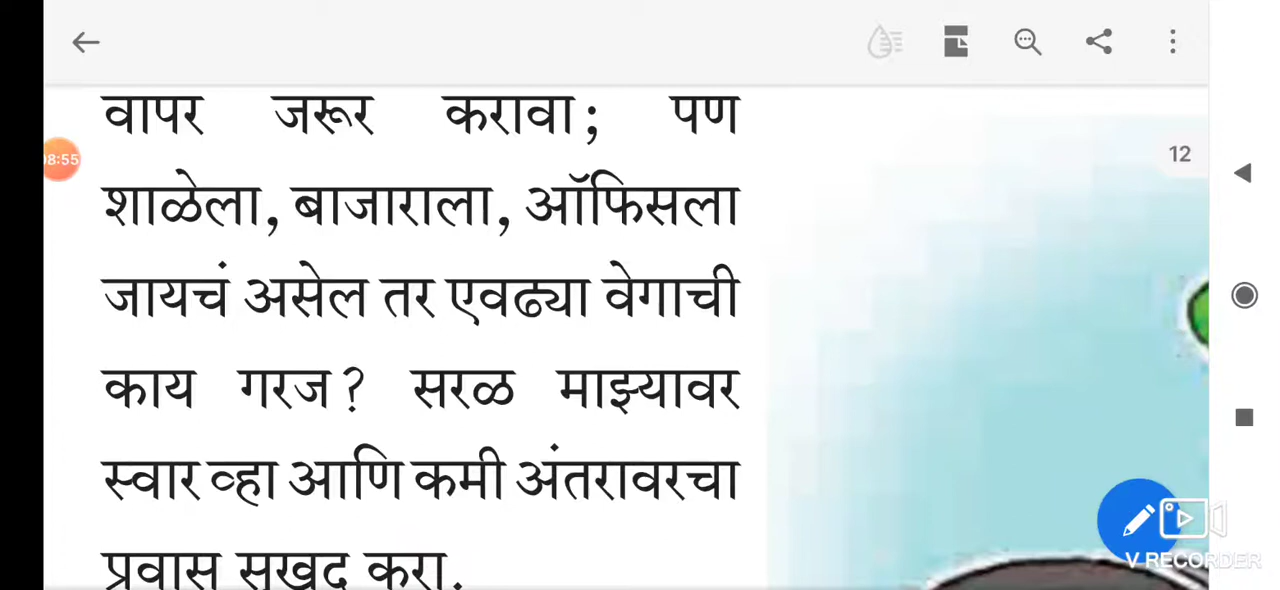 वापर जरूर करावा; पण
12
08:55
शाळेला, बाजाराला, ऑफिसला
जायचं असेल तर एवढ्या वेगाची
काय गरज? सरळ माझ्यावर
स्वार व्हा आणि कमी अंतरावरचा
प्रवास सुखद करा.
V RECORDER